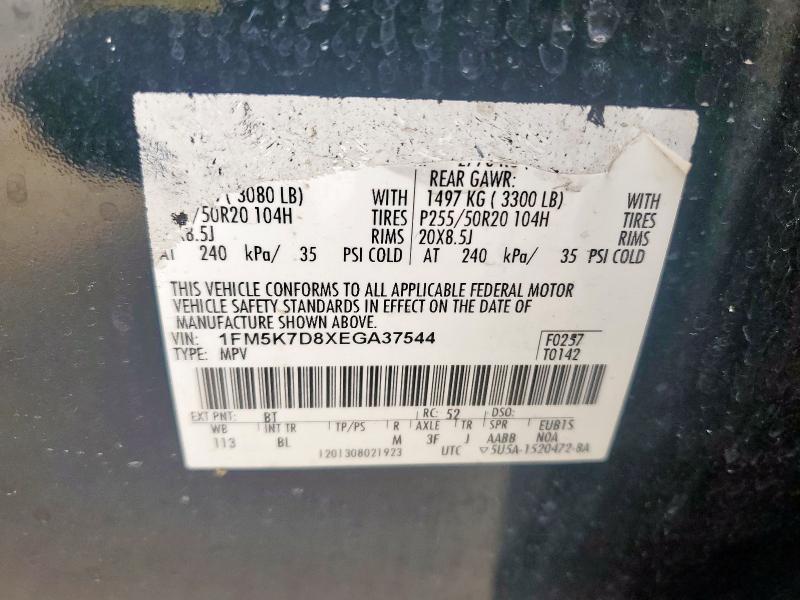 REAR GAWR:
( 3080 LB) WITH 1497 KG ( 3300 LB) WITH
/50R20 104H TIRES P255/50R20 104H TIRES
X8.5J RIMS 20X8.5J RIMS
AT 240 kPa/ 35 PSI COLD AT 240 kPa/ 35 PSI COLD
THIS VEHICLE CONFORMS TO ALL APPLICABLE FEDERAL MOTOR
VEHICLE SAFETY STANDARDS IN EFFECT ON THE DATE OF
MANUFACTURE SHOWN ABOVE.
VIN: 1FM5K7D8XEGA37544 F0257
TYPE: MPV T0142
EXT PNT: BT RC: 52 DSO:
WB INT TR TP/PS R AXLE TR SPR EUB15
113 BL M 3F J AABB N0A
1201308021923 UTC ▽5U5A-1520472-BA